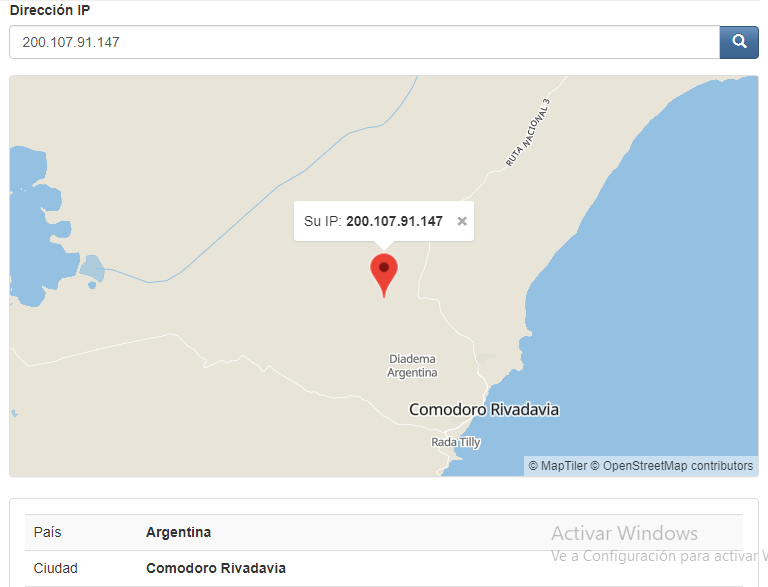 Dirección IP
200.107.91.147
RUTA NACIONAL 3
Su IP: 200.107.91.147 ×
Diadema
Argentina
Comodoro Rivadavia
Rada Tilly
© MapTiler © OpenStreetMap contributors
País Argentina
Activar Windows
Ve a Configuración para activar W
Ciudad Comodoro Rivadavia